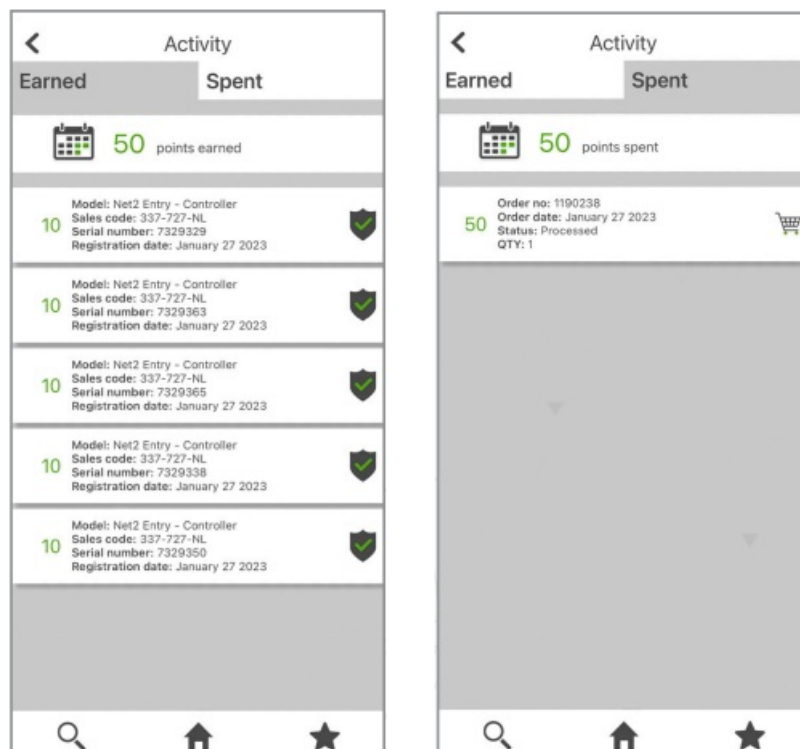 Activity
Earned Spent
50 points earned
Model: Net2 Entry - Controller
10 Sales code: 337-727-NL
Serial number: 7329329
Registration date: January 27 2023
Model: Net2 Entry - Controller
10 Sales code: 337-727-NL
Serial number: 7329363
Registration date: January 27 2023
Model: Net2 Entry - Controller
10 Sales code: 337-727-NL
Serial number: 7329365
Registration date: January 27 2023
Model: Net2 Entry - Controller
10 Sales code: 337-727-NL
Serial number: 7329338
Registration date: January 27 2023
Model: Net2 Entry - Controller
10 Sales code: 337-727-NL
Serial number: 7329350
Registration date: January 27 2023
Activity
Earned Spent
50 points spent
Order no: 1190238
50 Order date: January 27 2023
Status: Processed
QTY: 1